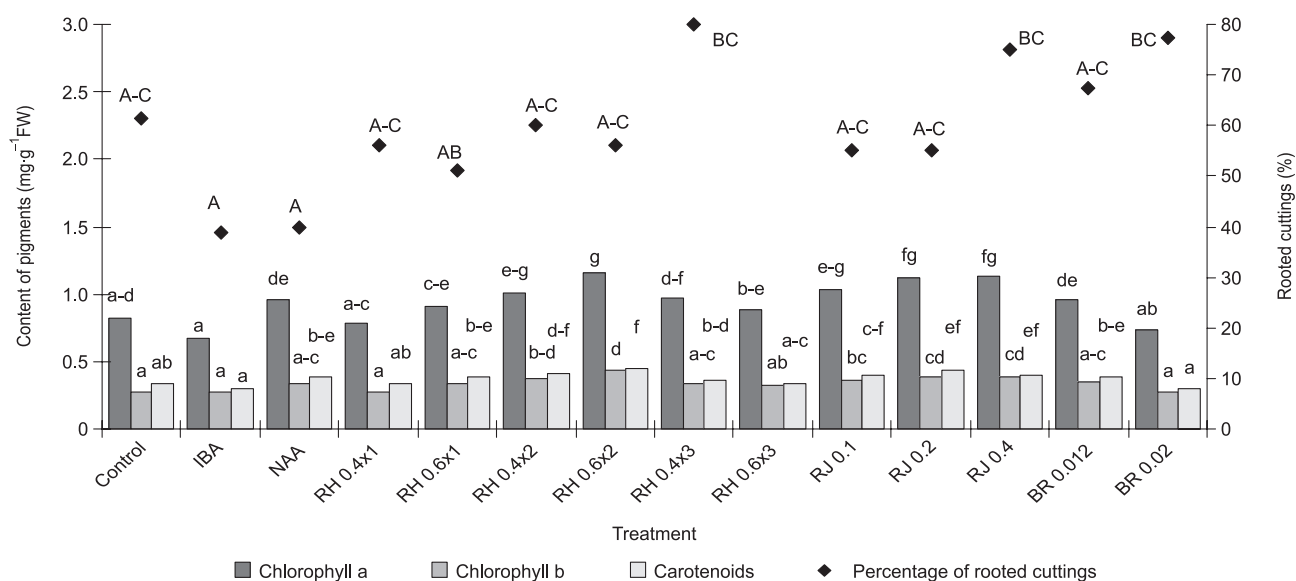 3.0
2.5
2.0
1.5
1.0
0.5
0
Content of pigments (mg·g⁻¹FW)
80
70
60
50
40
30
20
10
0
Rooted cuttings (%)
A-C
A
A
A-C
AB
A-C
A-C
BC
A-C
A-C
BC
A-C
BC
a-d
a
ab
a
a
a
de
a-c
b-e
a-c
a
ab
c-e
a-c
b-e
e-g
b-d
d-f
g
d
f
d-f
a-c
b-d
b-e
ab
a-c
e-g
bc
c-f
fg
cd
ef
fg
cd
ef
de
a-c
b-e
ab
a
a
Control
IBA
NAA
RH 0.4x1
RH 0.6x1
RH 0.4x2
RH 0.6x2
RH 0.4x3
RH 0.6x3
RJ 0.1
RJ 0.2
RJ 0.4
BR 0.012
BR 0.02
Treatment
Chlorophyll a
Chlorophyll b
Carotenoids
Percentage of rooted cuttings